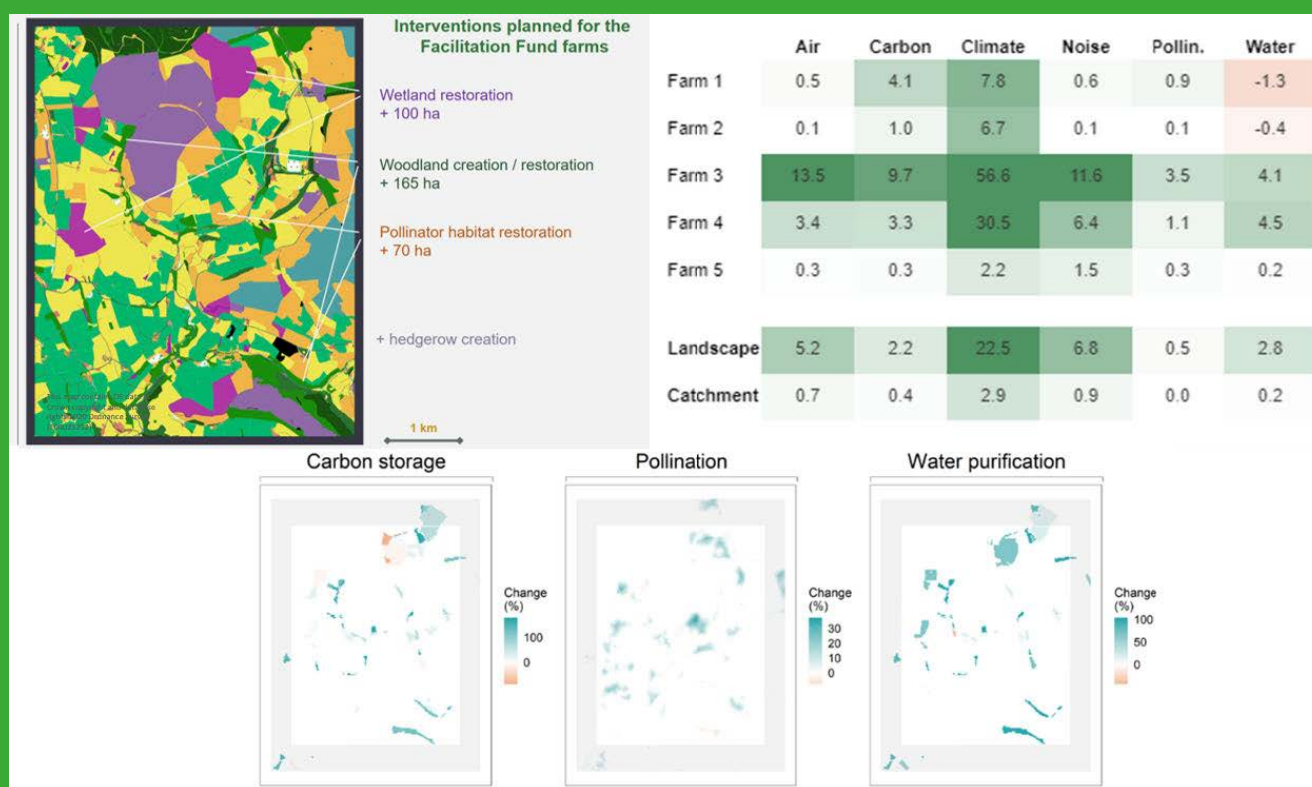 Interventions planned for the
Facilitation Fund farms
Wetland restoration
+ 100 ha
Woodland creation / restoration
+ 165 ha
Pollinator habitat restoration
+ 70 ha
+ hedgerow creation
1 km
Air Carbon Climate Noise Pollin. Water
Farm 1 0.5 4.1 7.8 0.6 0.9 -1.3
Farm 2 0.1 1.0 6.7 0.1 0.1 -0.4
Farm 3 13.5 9.7 56.6 11.6 3.5 4.1
Farm 4 3.4 3.3 30.5 6.4 1.1 4.5
Farm 5 0.3 0.3 2.2 1.5 0.3 0.2
Landscape 5.2 2.2 22.5 6.8 0.5 2.8
Catchment 0.7 0.4 2.9 0.9 0.0 0.2
Carbon storage
Change
(%)
100
0
Pollination
Change
(%)
30
20
10
0
Water purification
Change
(%)
100
50
0